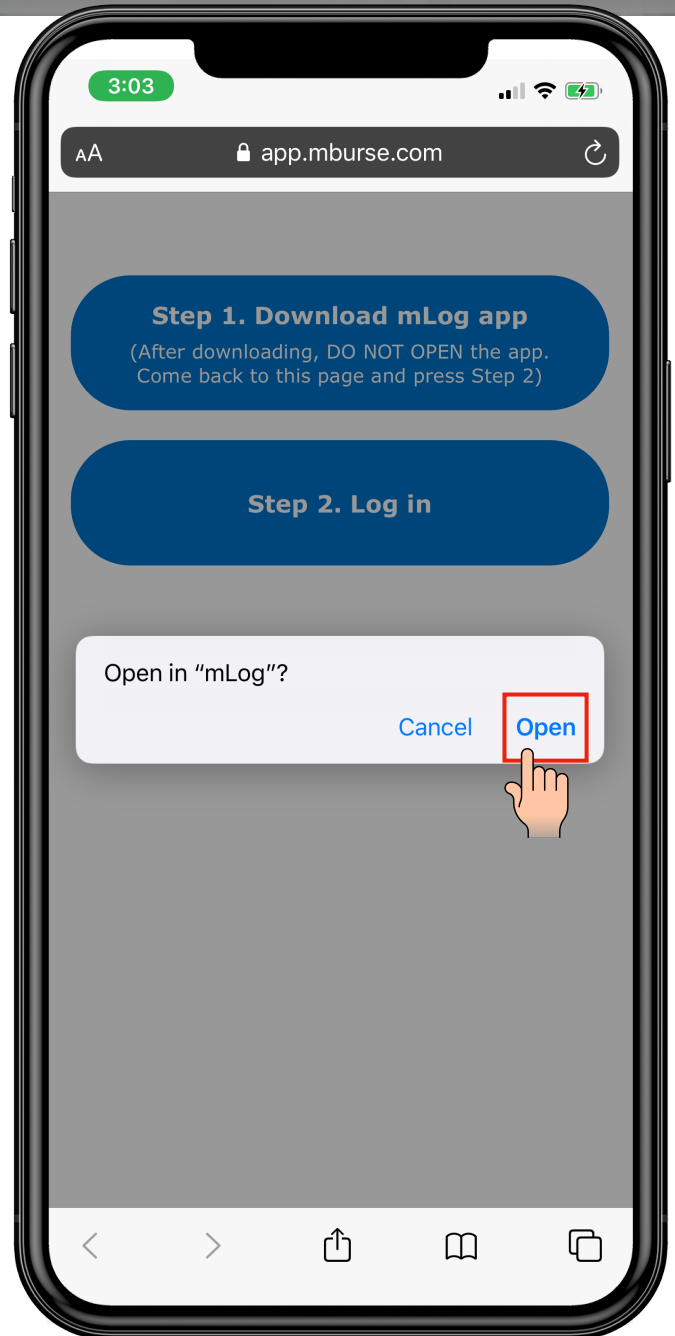 3:03
AA app.mburse.com
Step 1. Download mLog app
(After downloading, DO NOT OPEN the app.
Come back to this page and press Step 2)
Step 2. Log in
Open in “mLog”?
Cancel Open